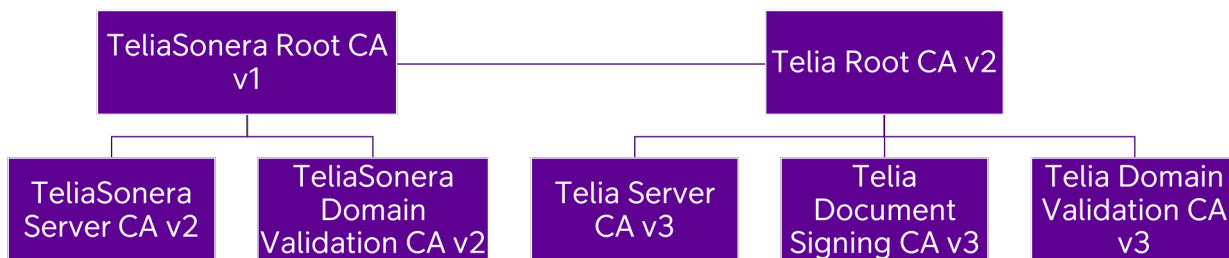 TeliaSonera Root CA
v1
Telia Root CA v2
TeliaSonera
Server CA v2
TeliaSonera
Domain
Validation CA v2
Telia Server
CA v3
Telia
Document
Signing CA v3
Telia Domain
Validation CA
v3